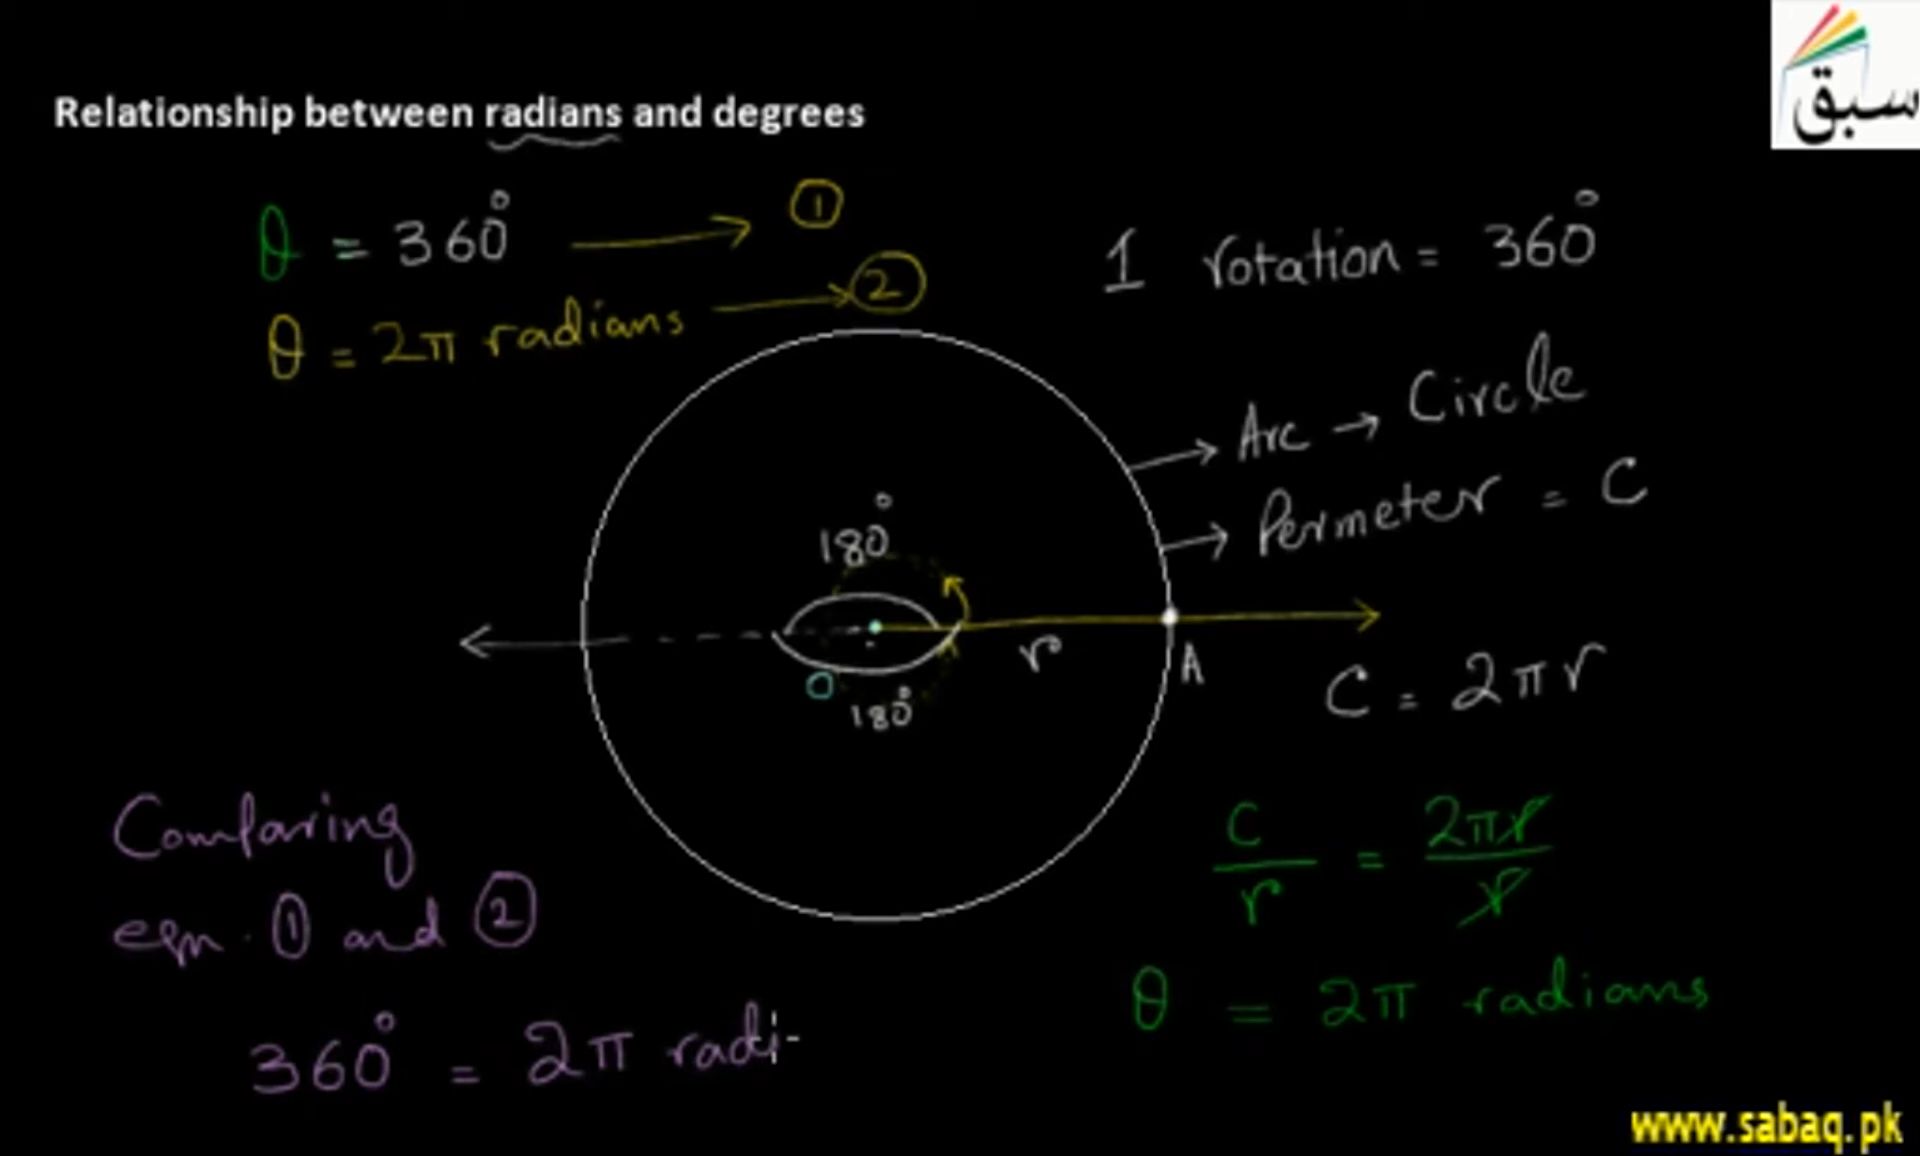 سبق
Relationship between radians and degrees
θ = 360° → ①
θ = 2π radians → ②
1 rotation = 360°
→ Arc → Circle
→ Permeter = C
180°
r
A
O
180°
C = 2πr
C/r = 2πr/r
θ = 2π radians
Comparing
eqn. ① and ②
360° = 2π radi-
www.sabaq.pk